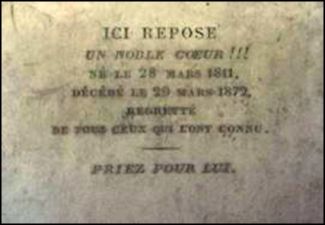 ICI REPOSE
UN NOBLE CŒUR!!!
NÉ LE 28 MARS 1811,
DÉCÉDÉ LE 29 MARS 1872,
REGRETTÉ
DE TOUS CEUX QUI L'ONT CONNU.
PRIEZ POUR LUI.